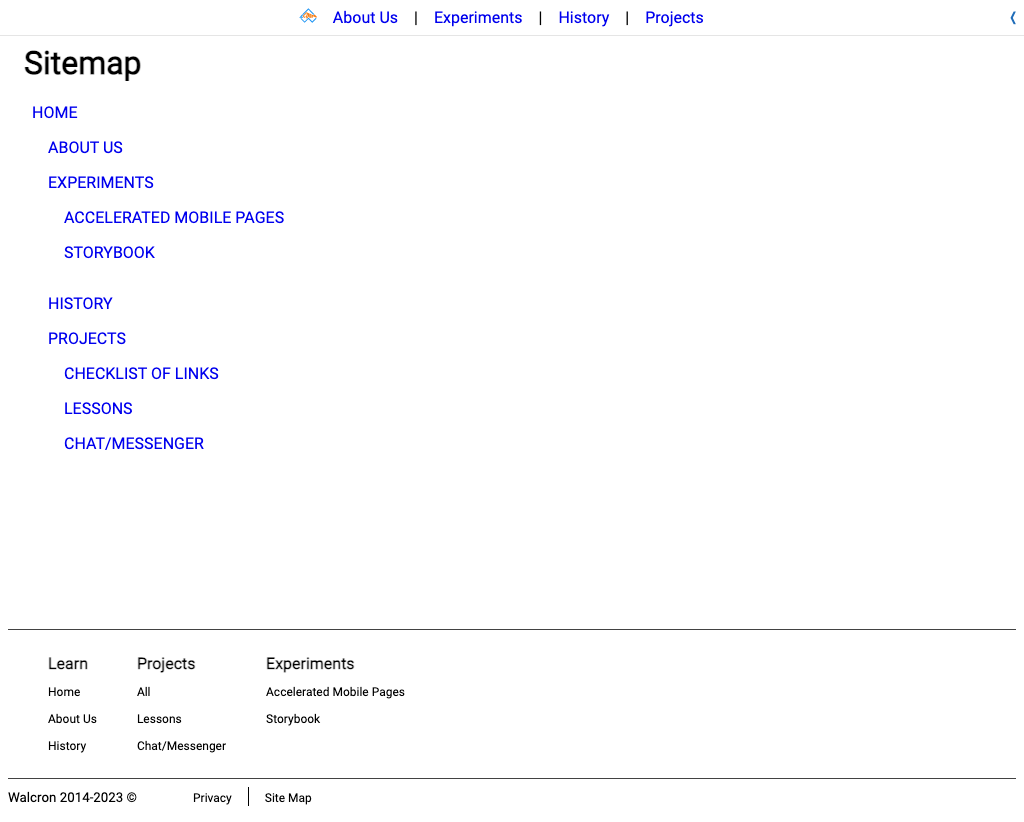 About Us | Experiments | History | Projects
Sitemap
HOME
ABOUT US
EXPERIMENTS
ACCELERATED MOBILE PAGES
STORYBOOK
HISTORY
PROJECTS
CHECKLIST OF LINKS
LESSONS
CHAT/MESSENGER
Learn
Home
About Us
History
Projects
All
Lessons
Chat/Messenger
Experiments
Accelerated Mobile Pages
Storybook
Walcron 2014-2023 © Privacy Site Map